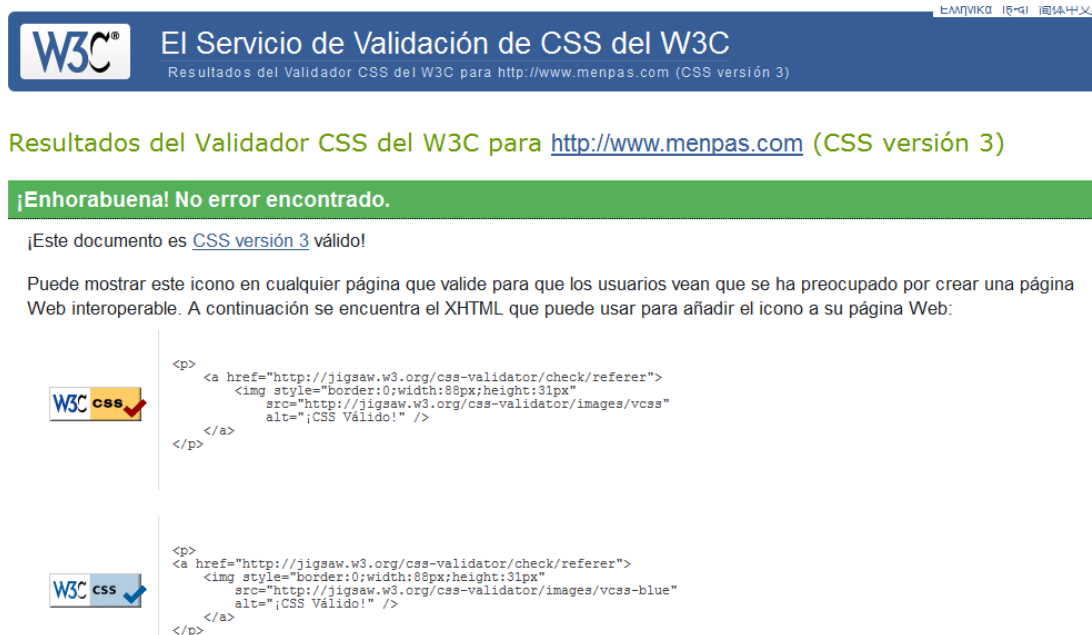 Ελληνικά हिन्दी 简体中文
W3C®
El Servicio de Validación de CSS del W3C
Resultados del Validador CSS del W3C para http://www.menpas.com (CSS versión 3)
Resultados del Validador CSS del W3C para http://www.menpas.com (CSS versión 3)
¡Enhorabuena! No error encontrado.
¡Este documento es CSS versión 3 válido!
Puede mostrar este icono en cualquier página que valide para que los usuarios vean que se ha preocupado por crear una página
Web interoperable. A continuación se encuentra el XHTML que puede usar para añadir el icono a su página Web:
W3C css
<p>
<a href="http://jigsaw.w3.org/css-validator/check/referer">
<img style="border:0;width:88px;height:31px"
src="http://jigsaw.w3.org/css-validator/images/vcss"
alt="¡CSS Válido!" />
</a>
</p>
W3C css
<p>
<a href="http://jigsaw.w3.org/css-validator/check/referer">
<img style="border:0;width:88px;height:31px"
src="http://jigsaw.w3.org/css-validator/images/vcss-blue"
alt="¡CSS Válido!" />
</a>
</p>